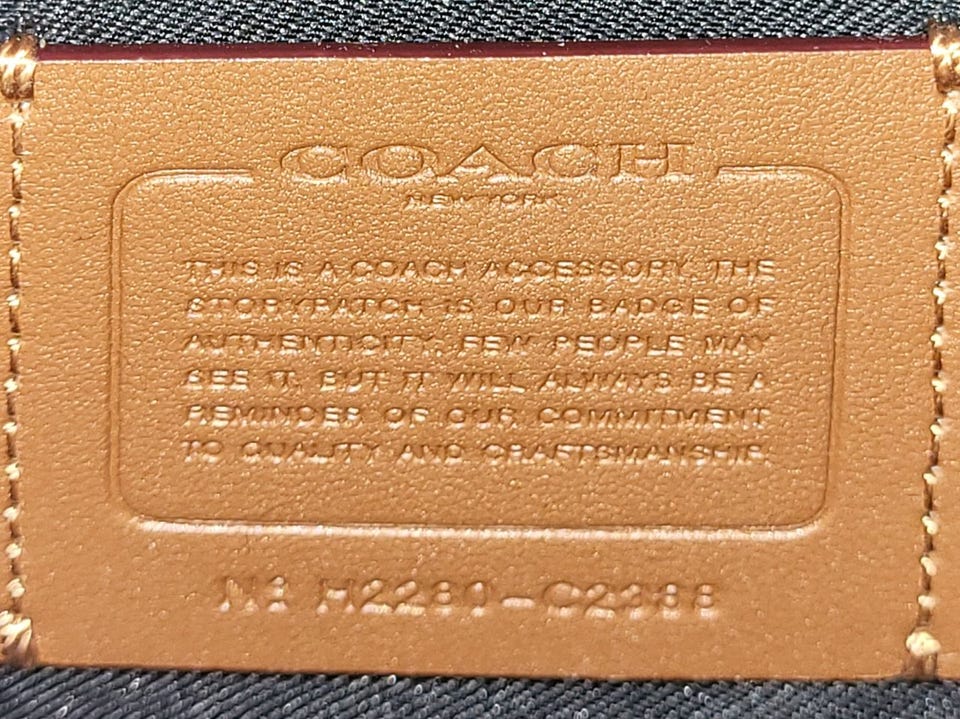 COACH
NEW YORK
THIS IS A COACH ACCESSORY. THE
STORYPATCH IS OUR BADGE OF
AUTHENTICITY. FEW PEOPLE MAY
SEE IT, BUT IT WILL ALWAYS BE A
REMINDER OF OUR COMMITMENT
TO QUALITY AND CRAFTSMANSHIP.
Nº H2280-C2388